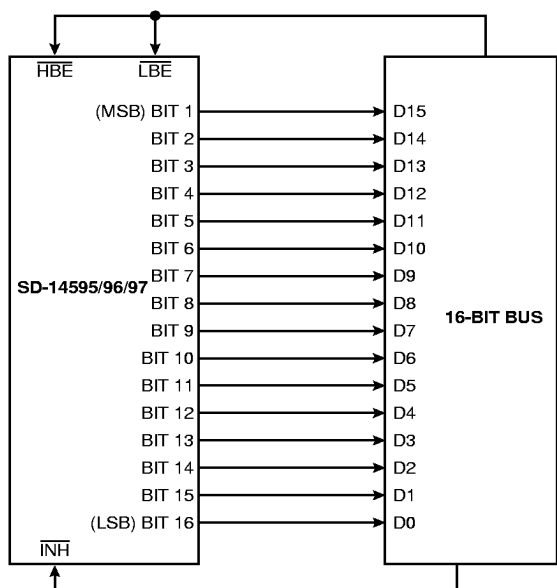 HBE LBE
(MSB) BIT 1 D15
BIT 2 D14
BIT 3 D13
BIT 4 D12
BIT 5 D11
BIT 6 D10
BIT 7 D9
SD-14595/96/97
BIT 8 D8
16-BIT BUS
BIT 9 D7
BIT 10 D6
BIT 11 D5
BIT 12 D4
BIT 13 D3
BIT 14 D2
BIT 15 D1
(LSB) BIT 16 D0
INH